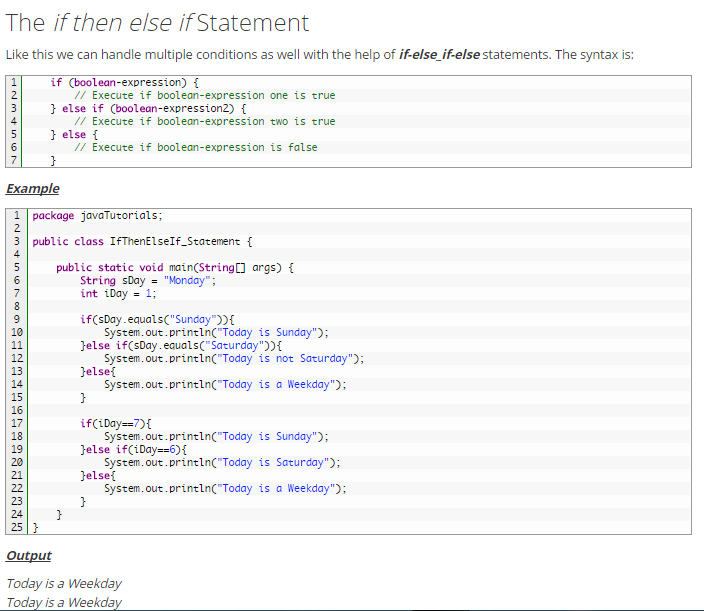 The if then else if Statement
Like this we can handle multiple conditions as well with the help of if-else_if-else statements. The syntax is:
1 if (boolean-expression) {
2 // Execute if boolean-expression one is true
3 } else if (boolean-expression2) {
4 // Execute if boolean-expression two is true
5 } else {
6 // Execute if boolean-expression is false
7 }
Example
1 package javaTutorials;
2
3 public class IfThenElseIf_Statement {
4
5 public static void main(String[] args) {
6 String sDay = "Monday";
7 int iDay = 1;
8
9 if(sDay.equals("Sunday")){
10 System.out.println("Today is Sunday");
11 }else if(sDay.equals("Saturday")){
12 System.out.println("Today is not Saturday");
13 }else{
14 System.out.println("Today is a Weekday");
15 }
16
17 if(iDay==7){
18 System.out.println("Today is Sunday");
19 }else if(iDay==6){
20 System.out.println("Today is Saturday");
21 }else{
22 System.out.println("Today is a Weekday");
23 }
24 }
25 }
Output
Today is a Weekday
Today is a Weekday